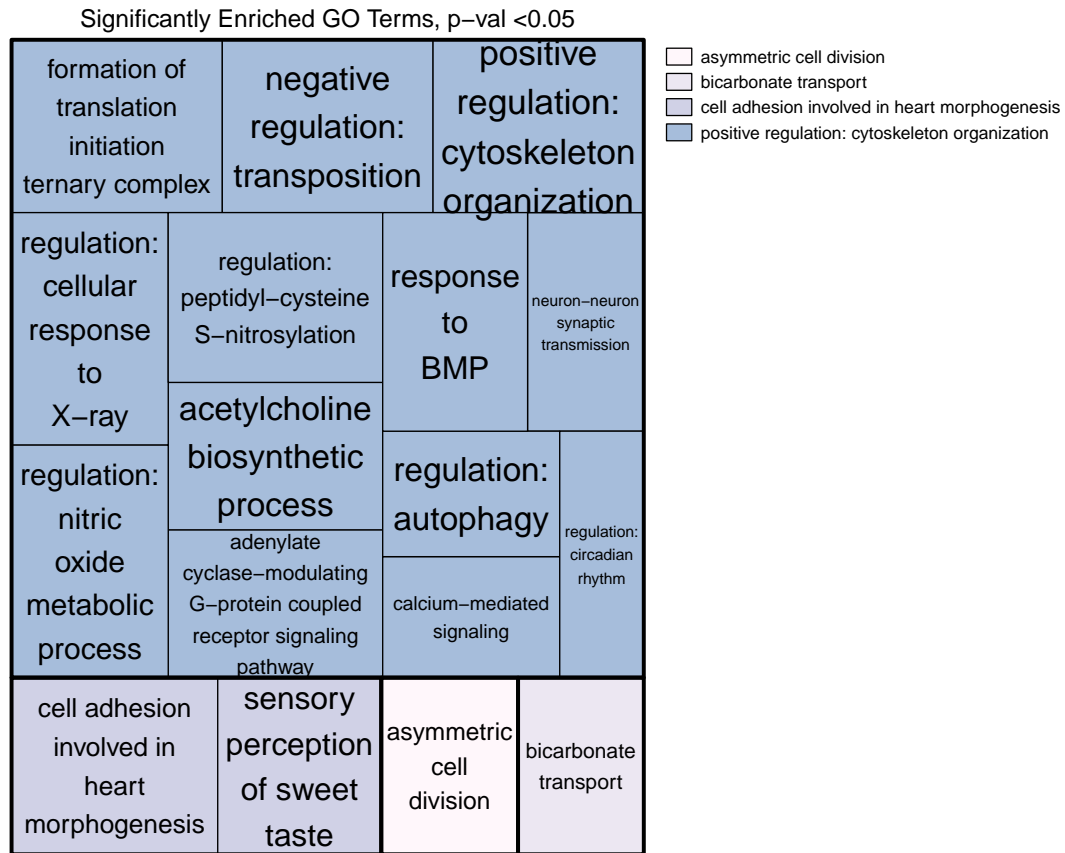 Significantly Enriched GO Terms, p−val <0.05
formation of
translation
initiation
ternary complex
negative
regulation:
transposition
positive
regulation:
cytoskeleton
organization
regulation:
cellular
response
to
X−ray
regulation:
peptidyl−cysteine
S−nitrosylation
response
to
BMP
neuron−neuron
synaptic
transmission
acetylcholine
biosynthetic
process
regulation:
nitric
oxide
metabolic
process
regulation:
autophagy
regulation:
circadian
rhythm
adenylate
cyclase−modulating
G−protein coupled
receptor signaling
pathway
calcium−mediated
signaling
cell adhesion
involved in
heart
morphogenesis
sensory
perception
of sweet
taste
asymmetric
cell
division
bicarbonate
transport
asymmetric cell division
bicarbonate transport
cell adhesion involved in heart morphogenesis
positive regulation: cytoskeleton organization